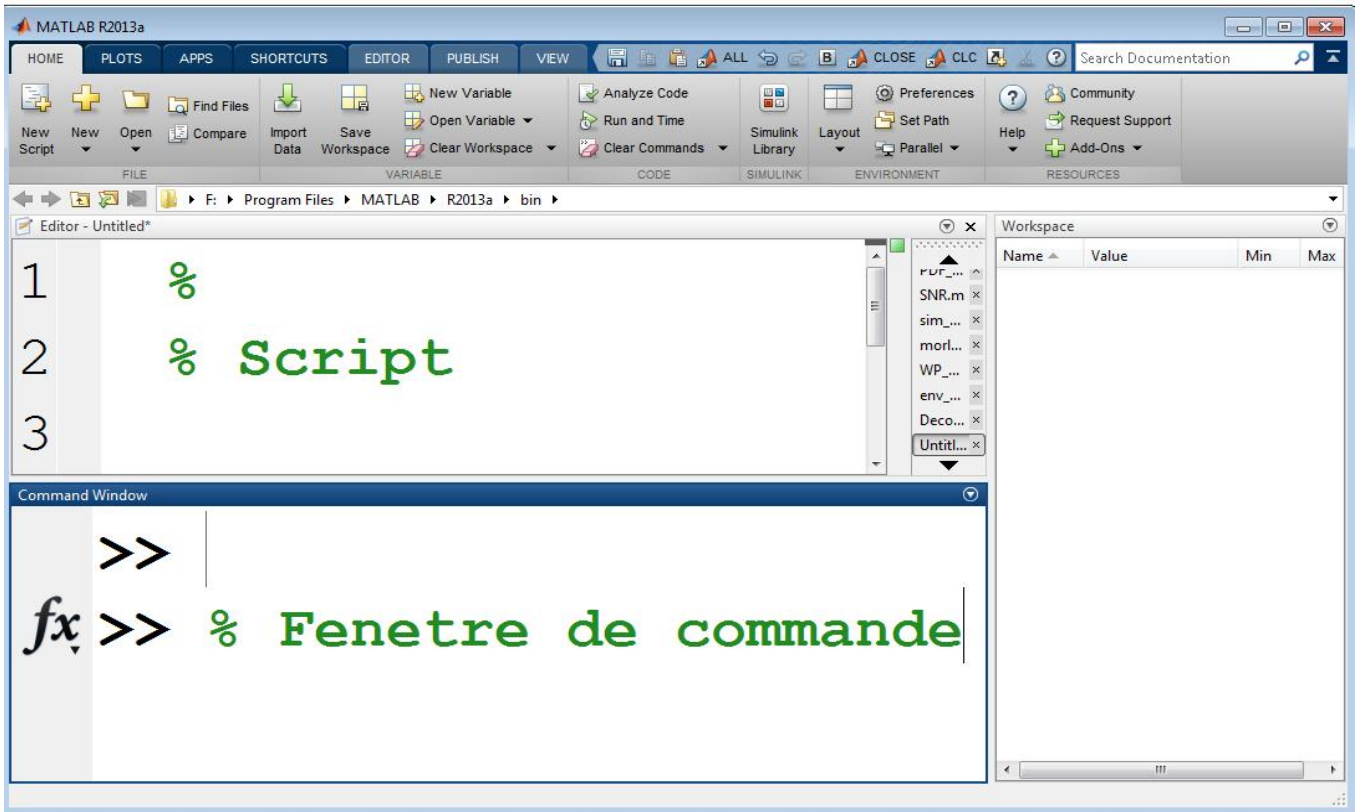 MATLAB R2013a
HOME PLOTS APPS SHORTCUTS EDITOR PUBLISH VIEW ALL B CLOSE CLC ? Search Documentation
New Script
New
Open
Find Files
Compare
FILE
Import Data
Save Workspace
New Variable
Open Variable
Clear Workspace
VARIABLE
Analyze Code
Run and Time
Clear Commands
CODE
Simulink Library
SIMULINK
Layout
Preferences
Set Path
Parallel
ENVIRONMENT
? Help
Community
Request Support
Add-Ons
RESOURCES
F: Program Files MATLAB R2013a bin
Editor - Untitled*
1 %
2 % Script
3
PDF_...
SNR.m
sim_...
morl...
WP_...
env_...
Deco...
Untitl...
Command Window
>>
fx >> % Fenetre de commande
Workspace
Name Value Min Max